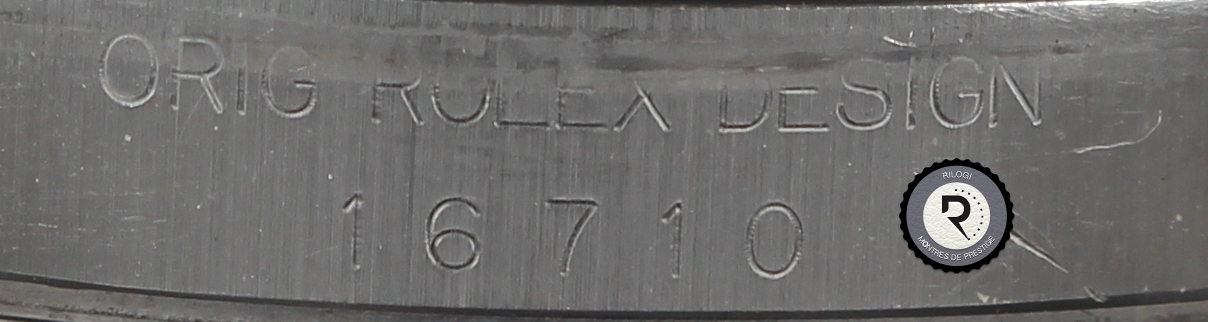 ORIG ROLEX DESIGN
16710
RILOGI
R
MONTRES DE PRESTIGE